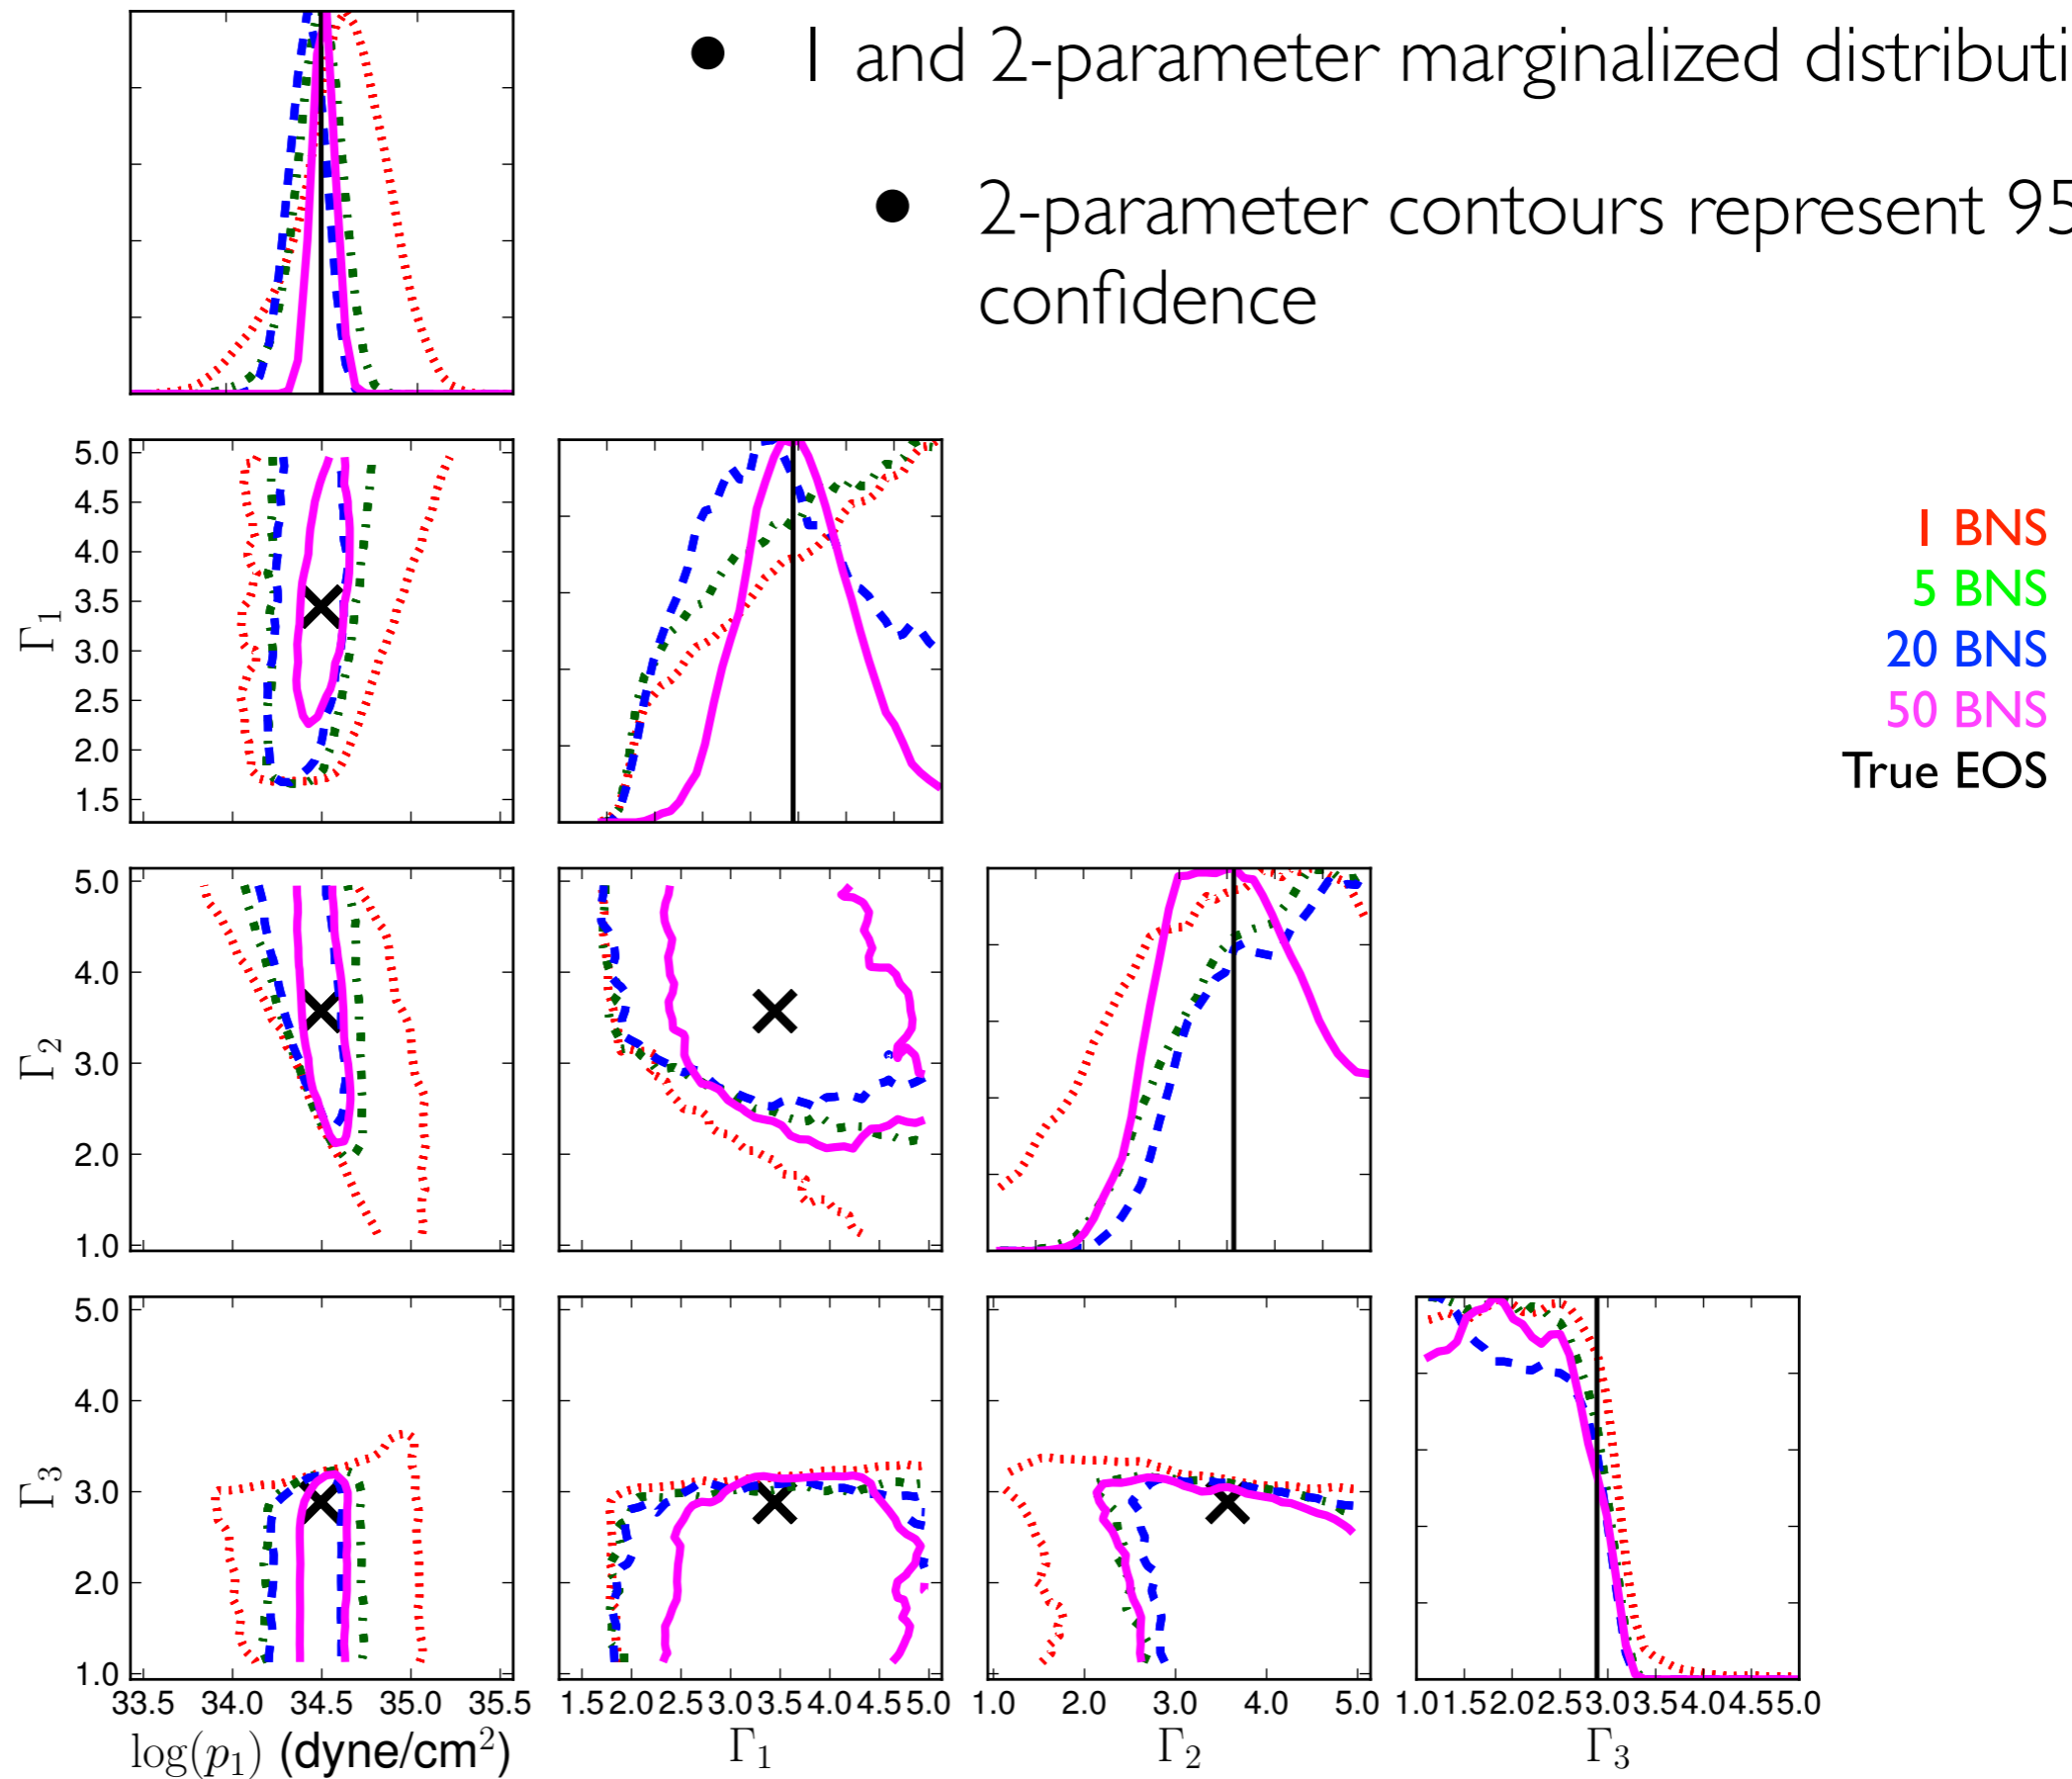 • 1 and 2-parameter marginalized distributi
• 2-parameter contours represent 95
confidence
1 BNS
5 BNS
20 BNS
50 BNS
True EOS
5.0
4.5
4.0
3.5
3.0
2.5
2.0
1.5
Γ1
5.0
4.0
3.0
2.0
1.0
Γ2
5.0
4.0
3.0
2.0
1.0
Γ3
33.5 34.0 34.5 35.0 35.5 1.5 2.0 2.5 3.0 3.5 4.0 4.5 5.0 1.0 2.0 3.0 4.0 5.0 1.0 1.5 2.0 2.5 3.0 3.5 4.0 4.5 5.0
log(p1) (dyne/cm²) Γ1 Γ2 Γ3